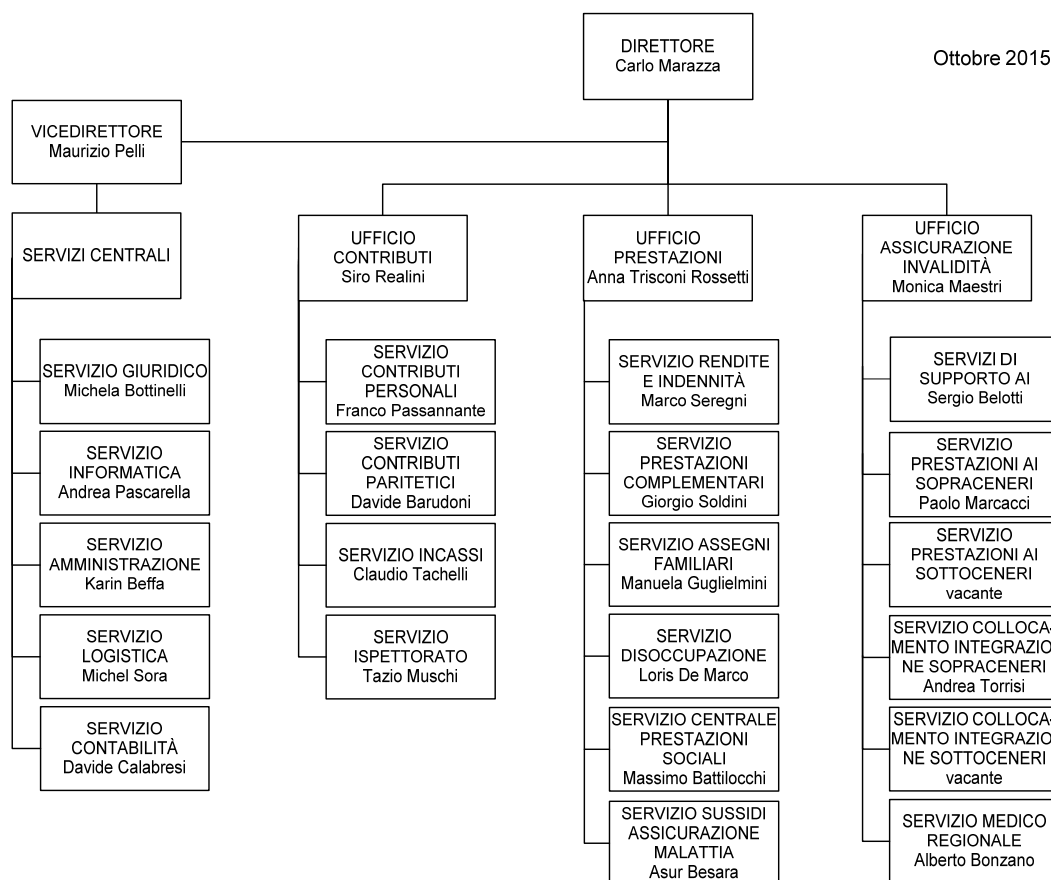 DIRETTORE
Carlo Marazza
Ottobre 2015
VICEDIRETTORE
Maurizio Pelli
SERVIZI CENTRALI
SERVIZIO GIURIDICO
Michela Bottinelli
SERVIZIO
INFORMATICA
Andrea Pascarella
SERVIZIO
AMMINISTRAZIONE
Karin Beffa
SERVIZIO
LOGISTICA
Michel Sora
SERVIZIO
CONTABILITÀ
Davide Calabresi
UFFICIO
CONTRIBUTI
Siro Realini
SERVIZIO
CONTRIBUTI
PERSONALI
Franco Passannante
SERVIZIO
CONTRIBUTI
PARITETICI
Davide Barudoni
SERVIZIO INCASSI
Claudio Tachelli
SERVIZIO
ISPETTORATO
Tazio Muschi
UFFICIO
PRESTAZIONI
Anna Trisconi Rossetti
SERVIZIO RENDITE
E INDENNITÀ
Marco Seregni
SERVIZIO
PRESTAZIONI
COMPLEMENTARI
Giorgio Soldini
SERVIZIO ASSEGNI
FAMILIARI
Manuela Guglielmini
SERVIZIO
DISOCCUPAZIONE
Loris De Marco
SERVIZIO CENTRALE
PRESTAZIONI
SOCIALI
Massimo Battilocchi
SERVIZIO SUSSIDI
ASSICURAZIONE
MALATTIA
Asur Besara
UFFICIO
ASSICURAZIONE
INVALIDITÀ
Monica Maestri
SERVIZI DI
SUPPORTO AI
Sergio Belotti
SERVIZIO
PRESTAZIONI AI
SOPRACENERI
Paolo Marcacci
SERVIZIO
PRESTAZIONI AI
SOTTOCENERI
vacante
SERVIZIO COLLOCA-
MENTO INTEGRAZIO
NE SOPRACENERI
Andrea Torrisi
SERVIZIO COLLOCA-
MENTO INTEGRAZIO
NE SOTTOCENERI
vacante
SERVIZIO MEDICO
REGIONALE
Alberto Bonzano